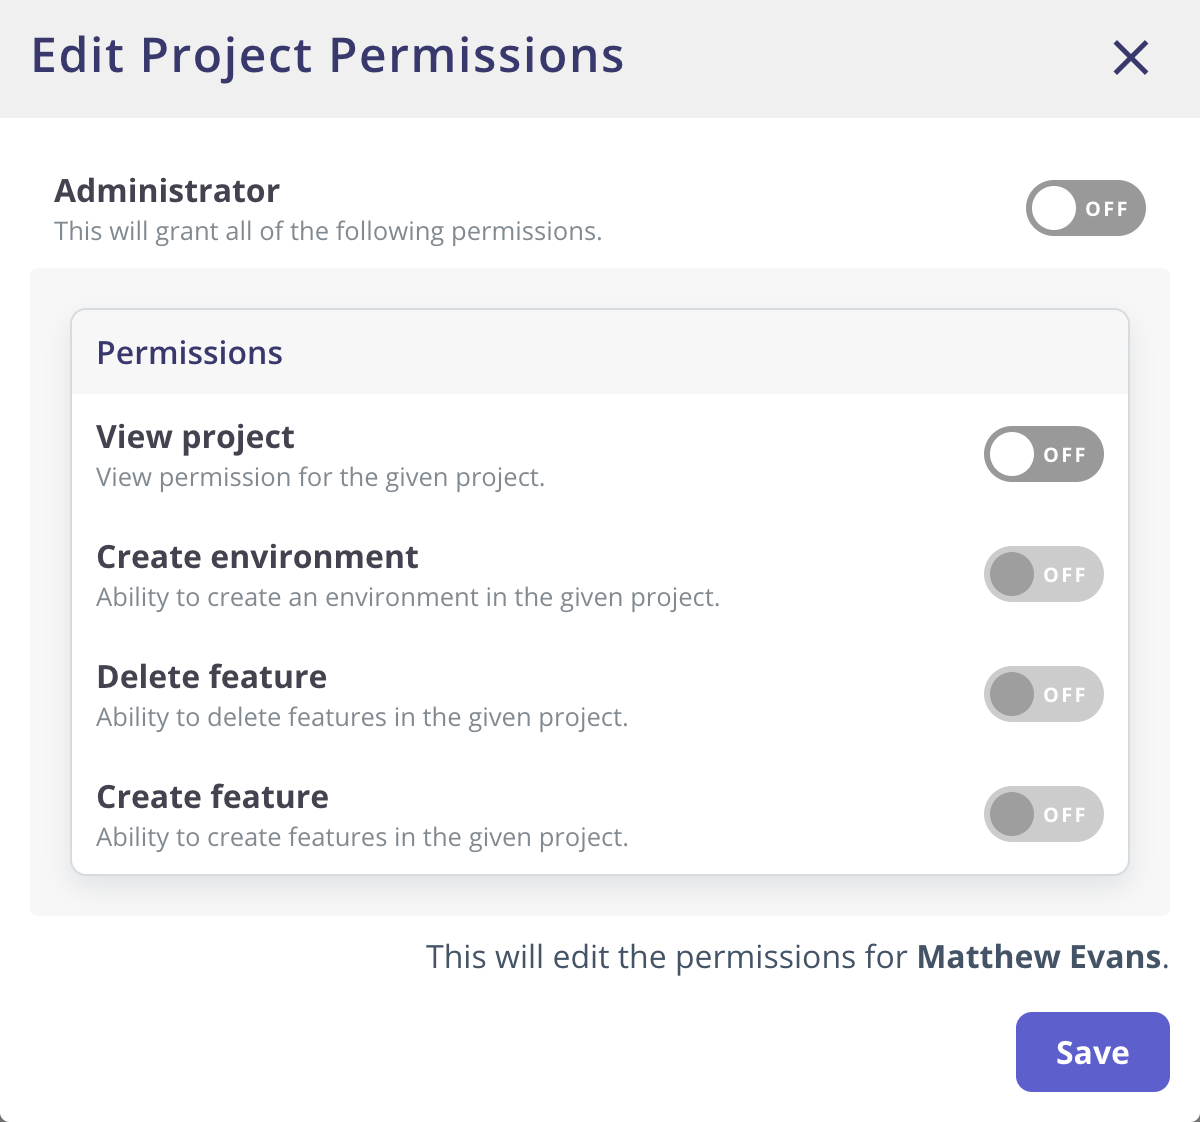 Edit Project Permissions
Administrator
This will grant all of the following permissions.
OFF
Permissions
View project
View permission for the given project.
OFF
Create environment
Ability to create an environment in the given project.
OFF
Delete feature
Ability to delete features in the given project.
OFF
Create feature
Ability to create features in the given project.
OFF
This will edit the permissions for Matthew Evans.
Save